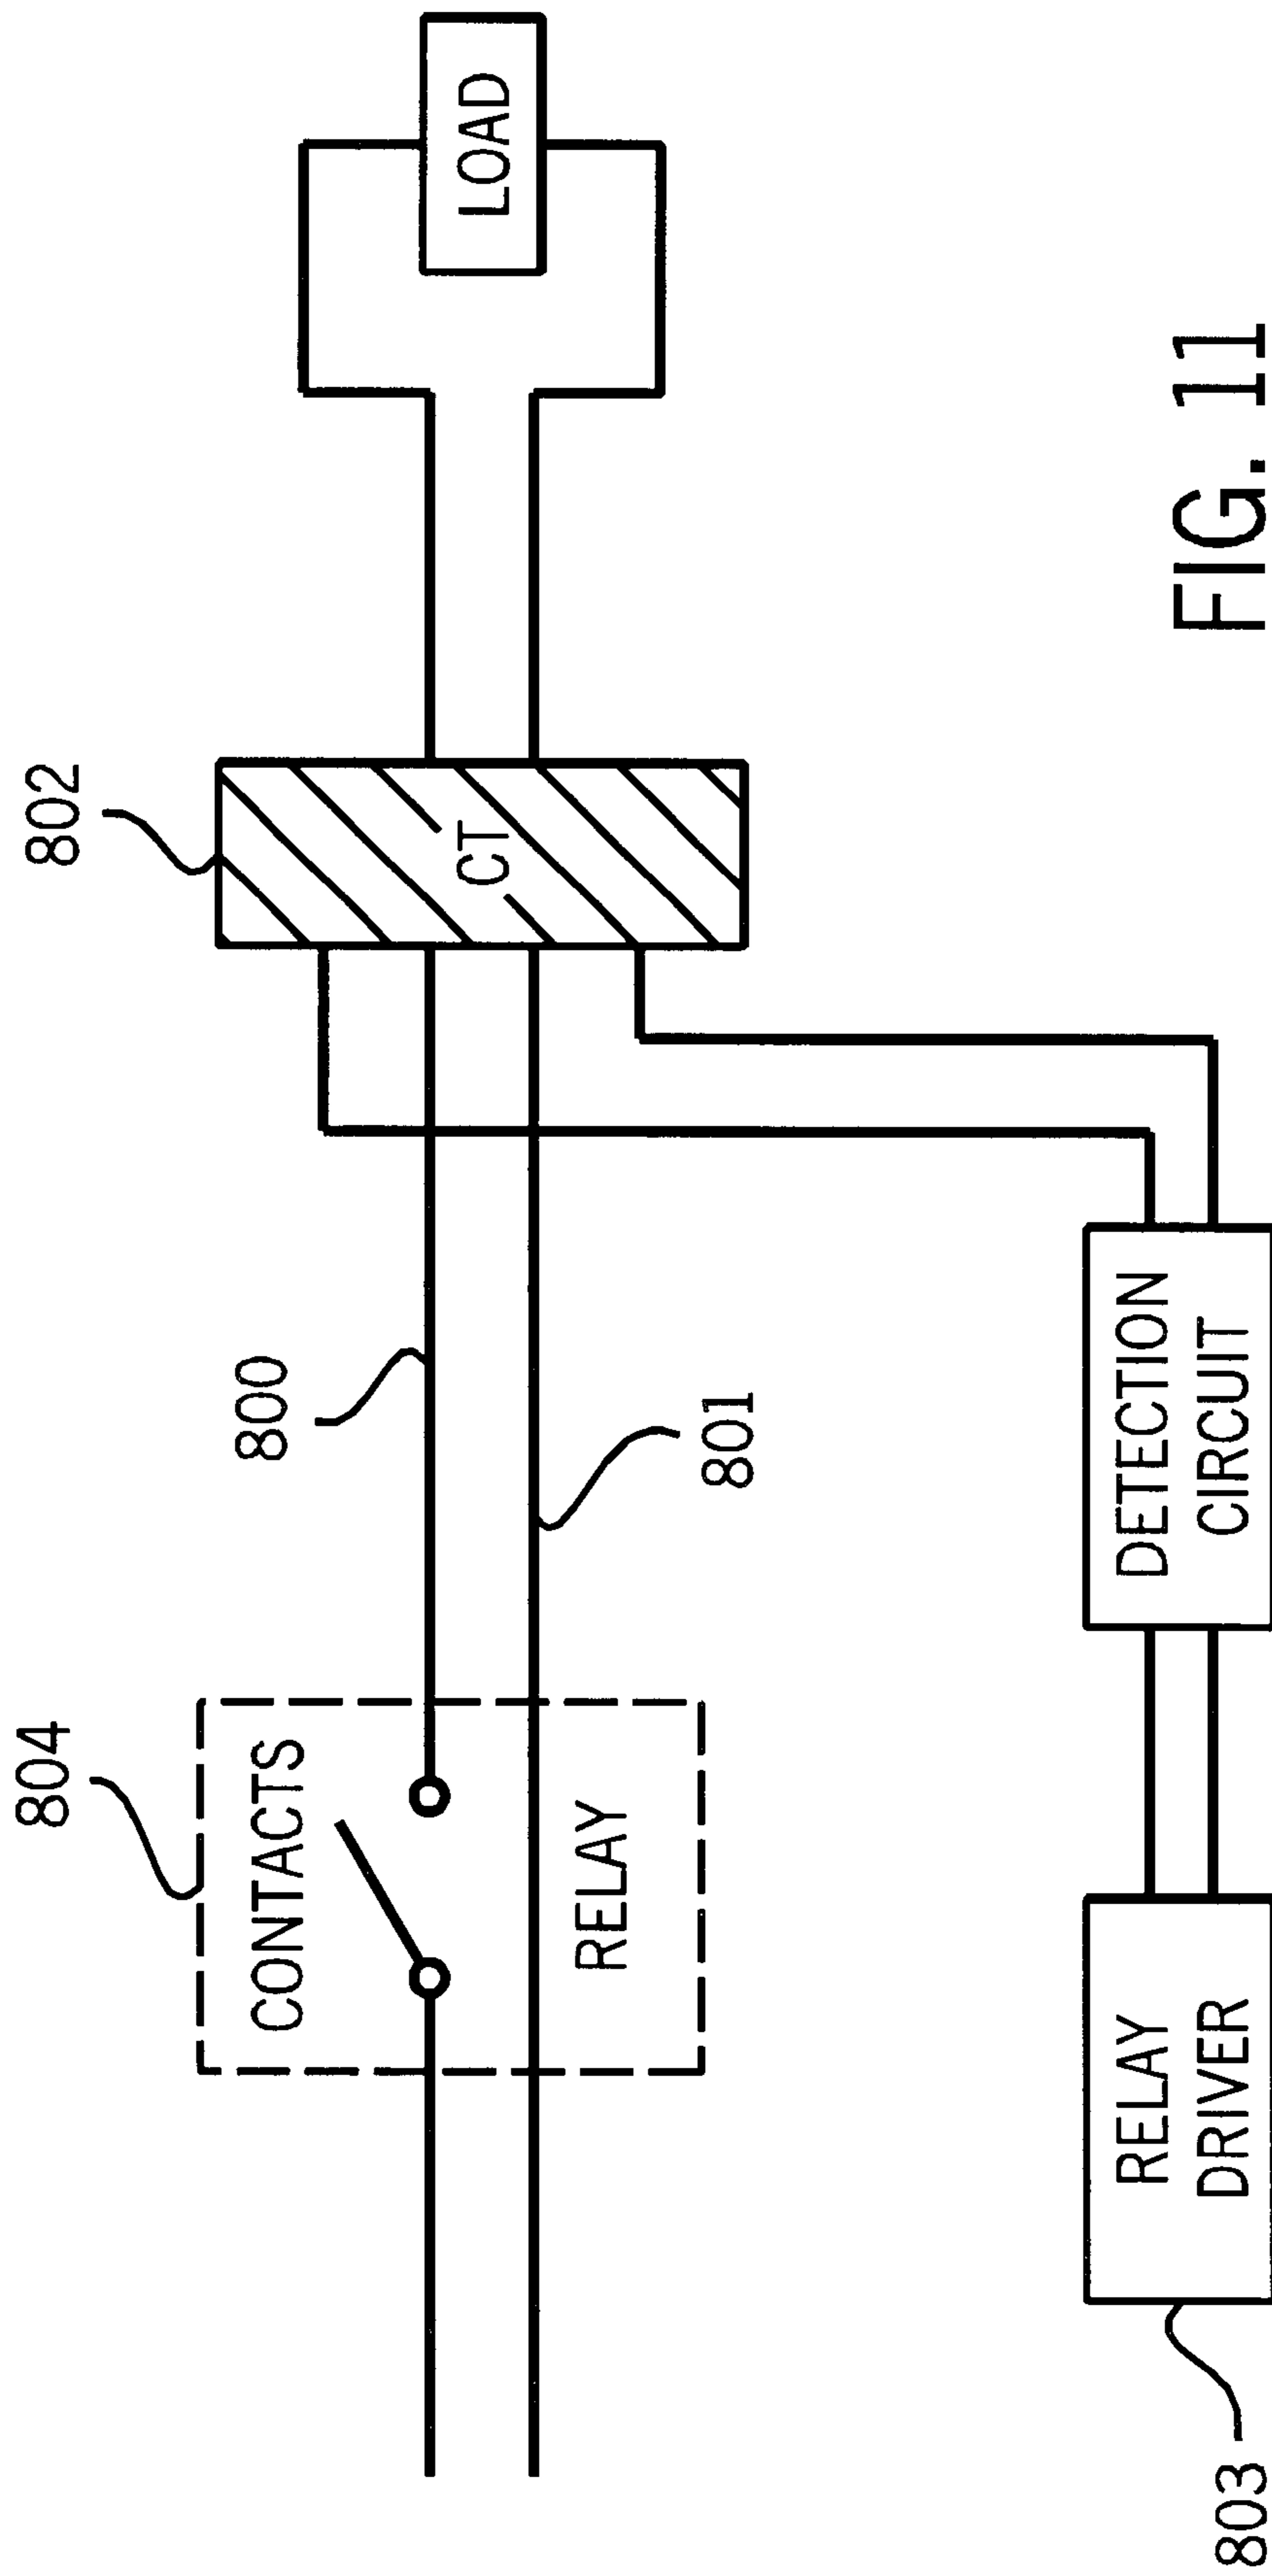 804
CONTACTS
RELAY
800
801
802
CT
LOAD
803
RELAY
DRIVER
DETECTION
CIRCUIT
FIG. 11